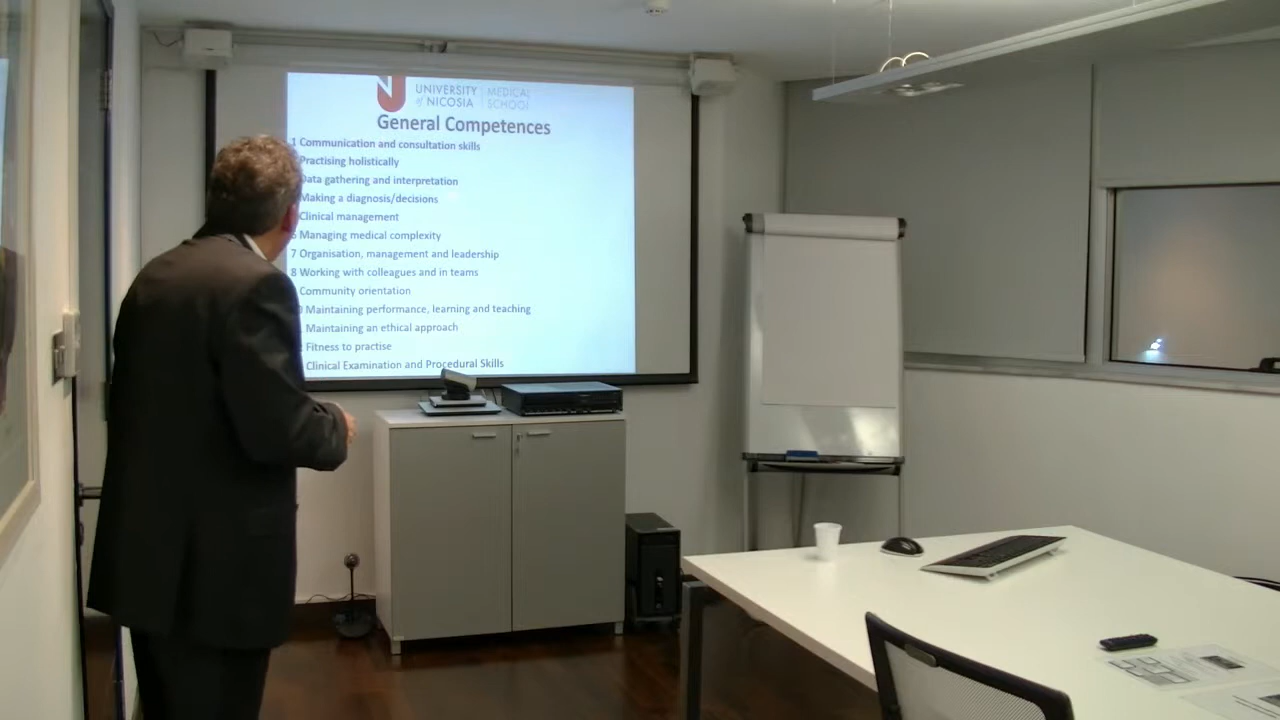 UNIVERSITY of NICOSIA
MEDICAL SCHOOL
General Competences
1 Communication and consultation skills
Practising holistically
Data gathering and interpretation
Making a diagnosis/decisions
Clinical management
Managing medical complexity
7 Organisation, management and leadership
8 Working with colleagues and in teams
Community orientation
Maintaining performance, learning and teaching
Maintaining an ethical approach
Fitness to practise
Clinical Examination and Procedural Skills